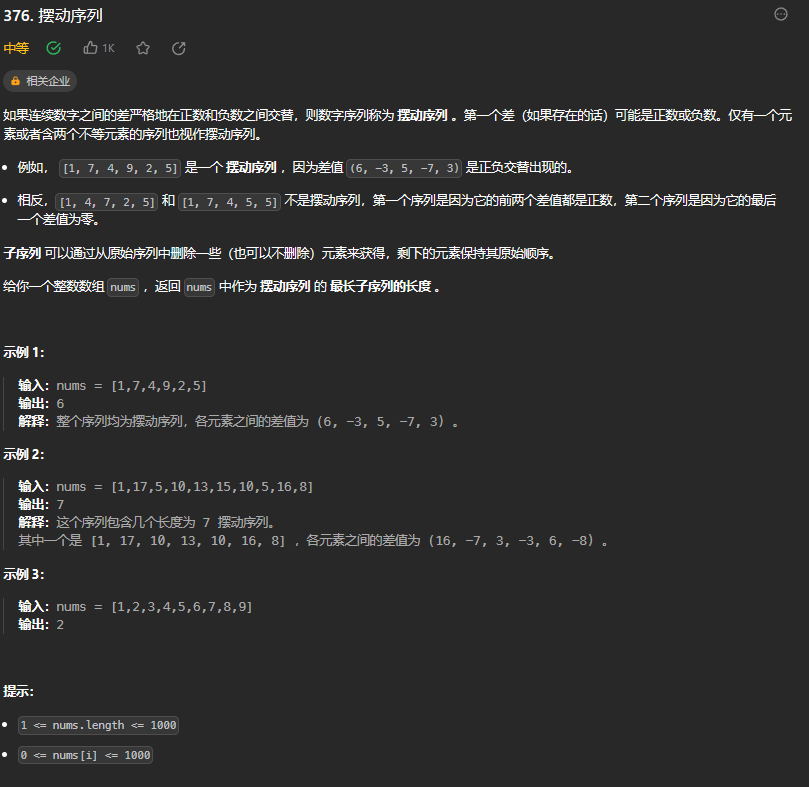 376. 摆动序列
中等 1K
相关企业
如果连续数字之间的差严格地在正数和负数之间交替，则数字序列称为 摆动序列 。第一个差（如果存在的话）可能是正数或负数。仅有一个元
素或者含两个不等元素的序列也视作摆动序列。
例如， [1, 7, 4, 9, 2, 5] 是一个 摆动序列 ，因为差值 (6, -3, 5, -7, 3) 是正负交替出现的。
相反，[1, 4, 7, 2, 5] 和 [1, 7, 4, 5, 5] 不是摆动序列，第一个序列是因为它的前两个差值都是正数，第二个序列是因为它的最后
一个差值为零。
子序列 可以通过从原始序列中删除一些（也可以不删除）元素来获得，剩下的元素保持其原始顺序。
给你一个整数数组 nums ，返回 nums 中作为 摆动序列 的 最长子序列的长度 。
示例 1：
输入：nums = [1,7,4,9,2,5]
输出：6
解释：整个序列均为摆动序列，各元素之间的差值为 (6, -3, 5, -7, 3) 。
示例 2：
输入：nums = [1,17,5,10,13,15,10,5,16,8]
输出：7
解释：这个序列包含几个长度为 7 摆动序列。
其中一个是 [1, 17, 10, 13, 10, 16, 8] ，各元素之间的差值为 (16, -7, 3, -3, 6, -8) 。
示例 3：
输入：nums = [1,2,3,4,5,6,7,8,9]
输出：2
提示：
1 <= nums.length <= 1000
0 <= nums[i] <= 1000